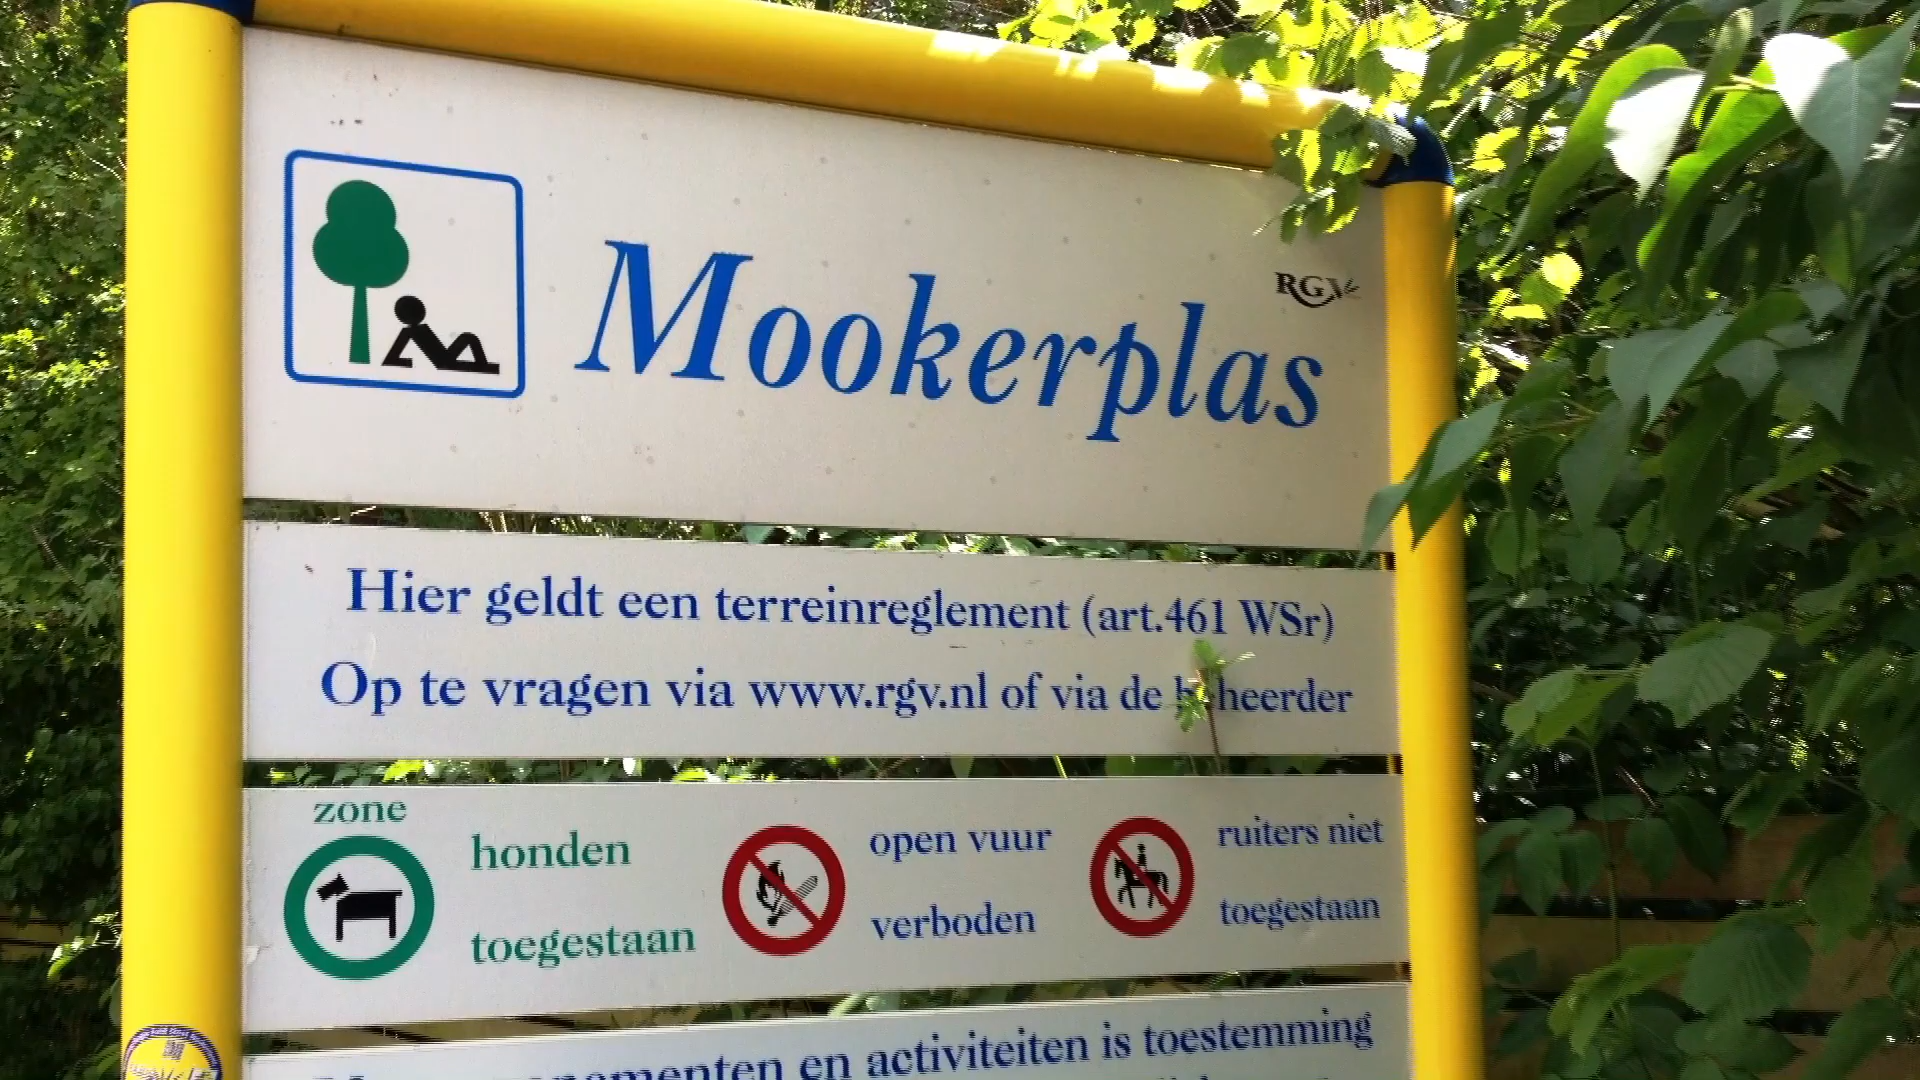 Mookerplas
RGV
Hier geldt een terreinreglement (art.461 WSr)
Op te vragen via www.rgv.nl of via de beheerder
zone
honden
toegestaan
open vuur
verboden
ruiters niet
toegestaan
en activiteiten is toestemming